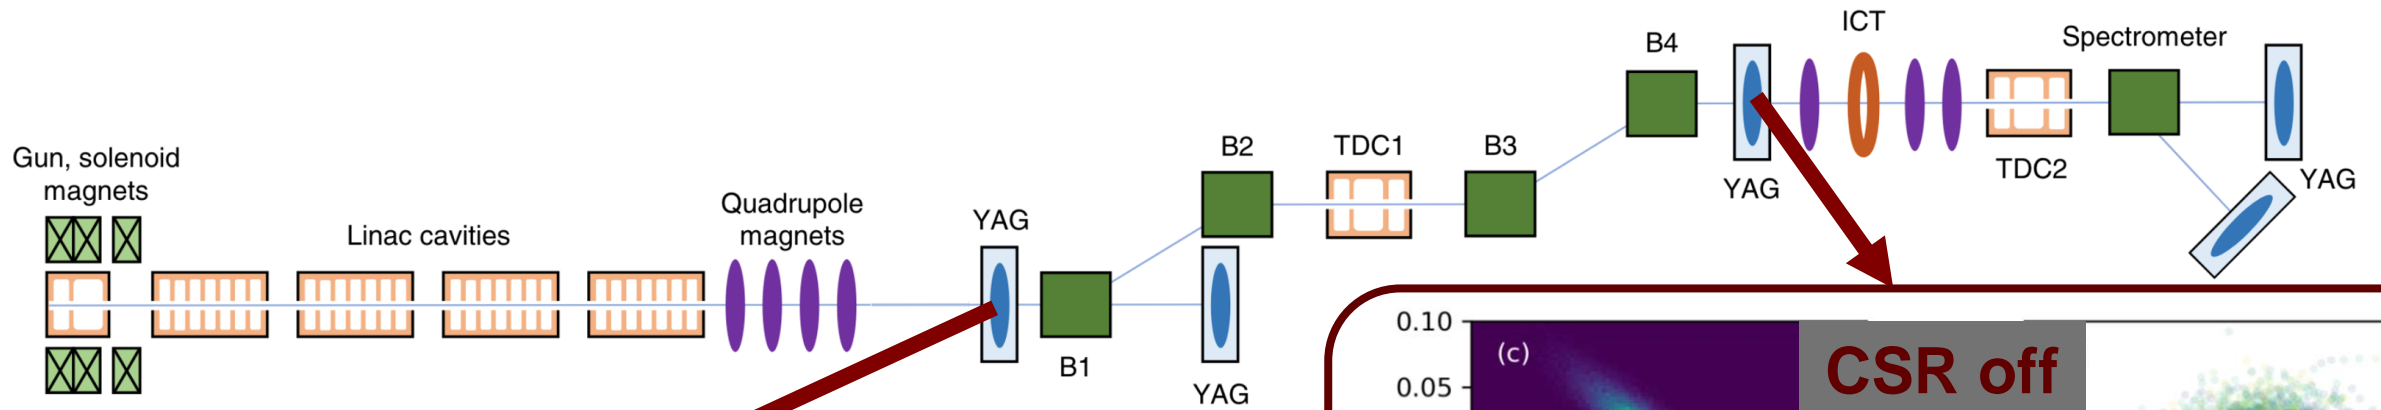 Gun, solenoid
magnets
Linac cavities
Quadrupole
magnets
YAG
B1
YAG
B2
TDC1
B3
B4
YAG
ICT
TDC2
Spectrometer
YAG
0.10
0.05
(c)
CSR off